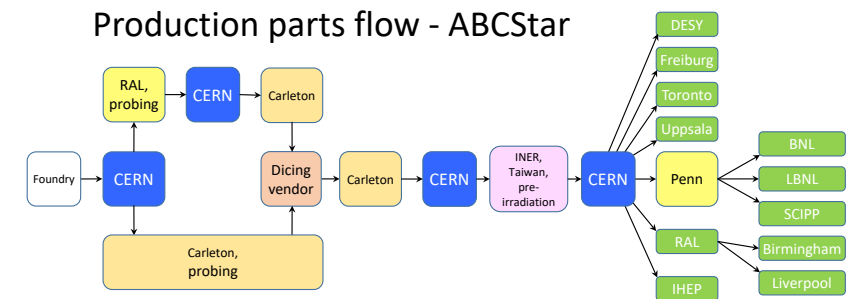 Production parts flow - ABCStar
Foundry
CERN
RAL,
probing
CERN
Carleton
Carleton,
probing
Dicing
vendor
Carleton
CERN
INER,
Taiwan,
pre-
irradiation
CERN
DESY
Freiburg
Toronto
Uppsala
Penn
RAL
IHEP
BNL
LBNL
SCIPP
Birmingham
Liverpool